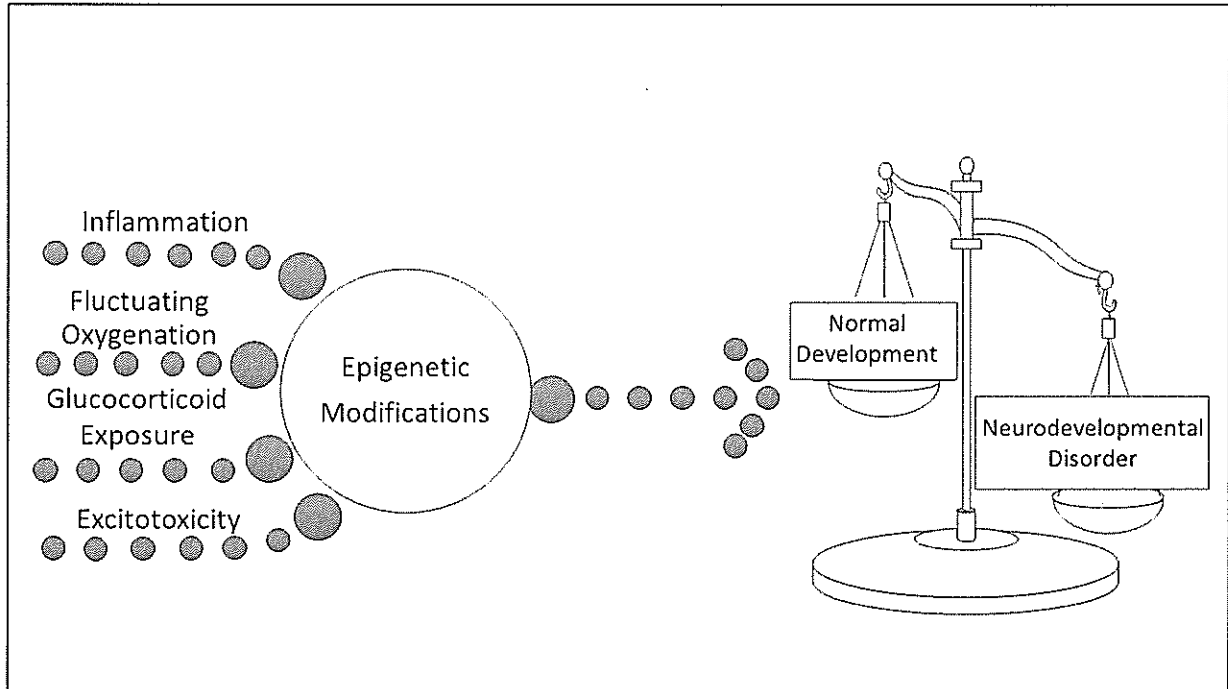 Inflammation
Fluctuating
Oxygenation
Glucocorticoid
Exposure
Excitotoxicity
Epigenetic
Modifications
Normal
Development
Neurodevelopmental
Disorder